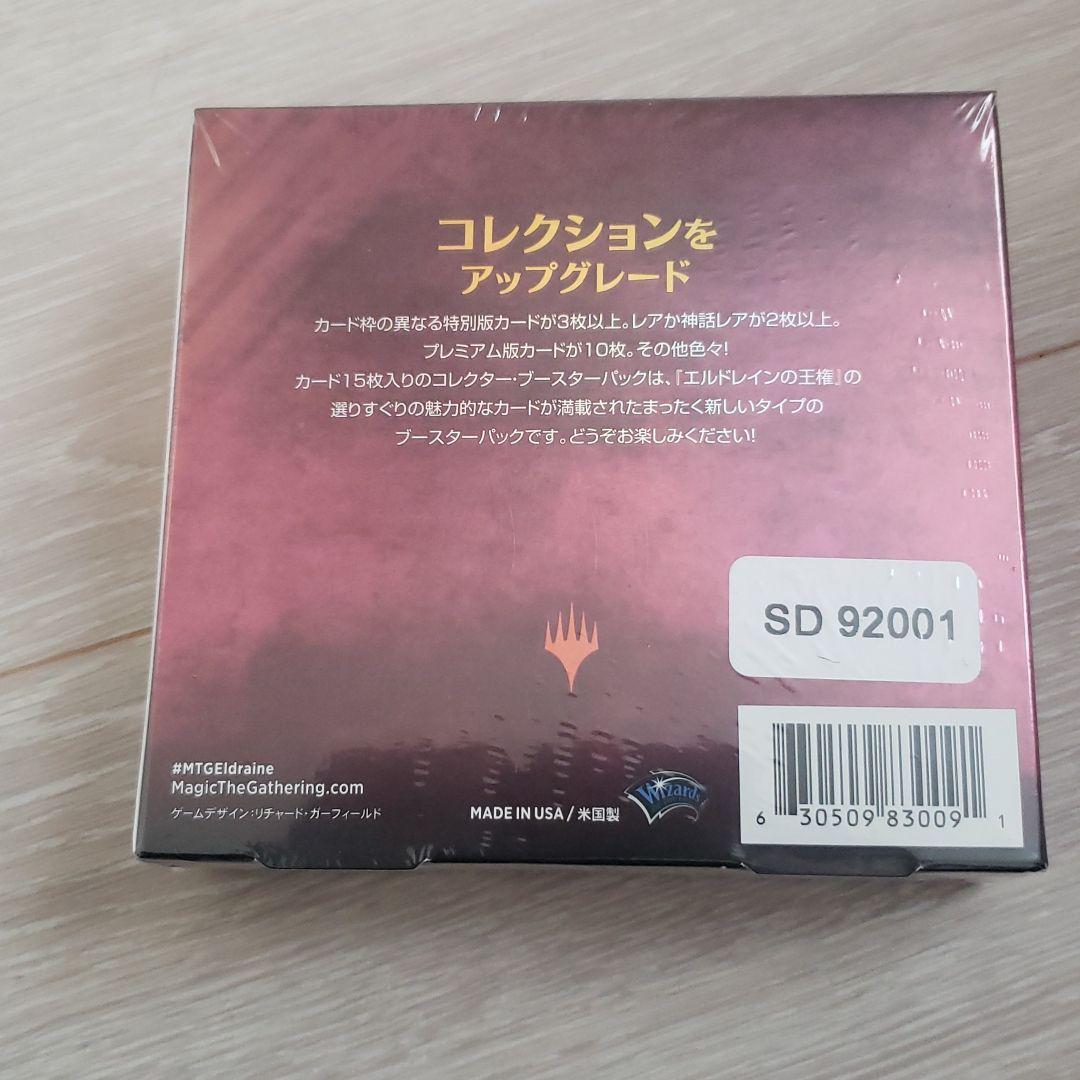 コレクションを
アップグレード
カード枠の異なる特別版カードが3枚以上。レアか神話レアが2枚以上。
プレミアム版カードが10枚。その他色々!
カード15枚入りのコレクター・ブースターパックは、『エルドレインの王権』の
選りすぐりの魅力的なカードが満載されたまったく新しいタイプの
ブースターパックです。どうぞお楽しみください!
SD 92001
#MTGEldraine
MagicTheGathering.com
ゲームデザイン:リチャード・ガーフィールド
MADE IN USA / 米国製
Wizards
6 30509 83009 1